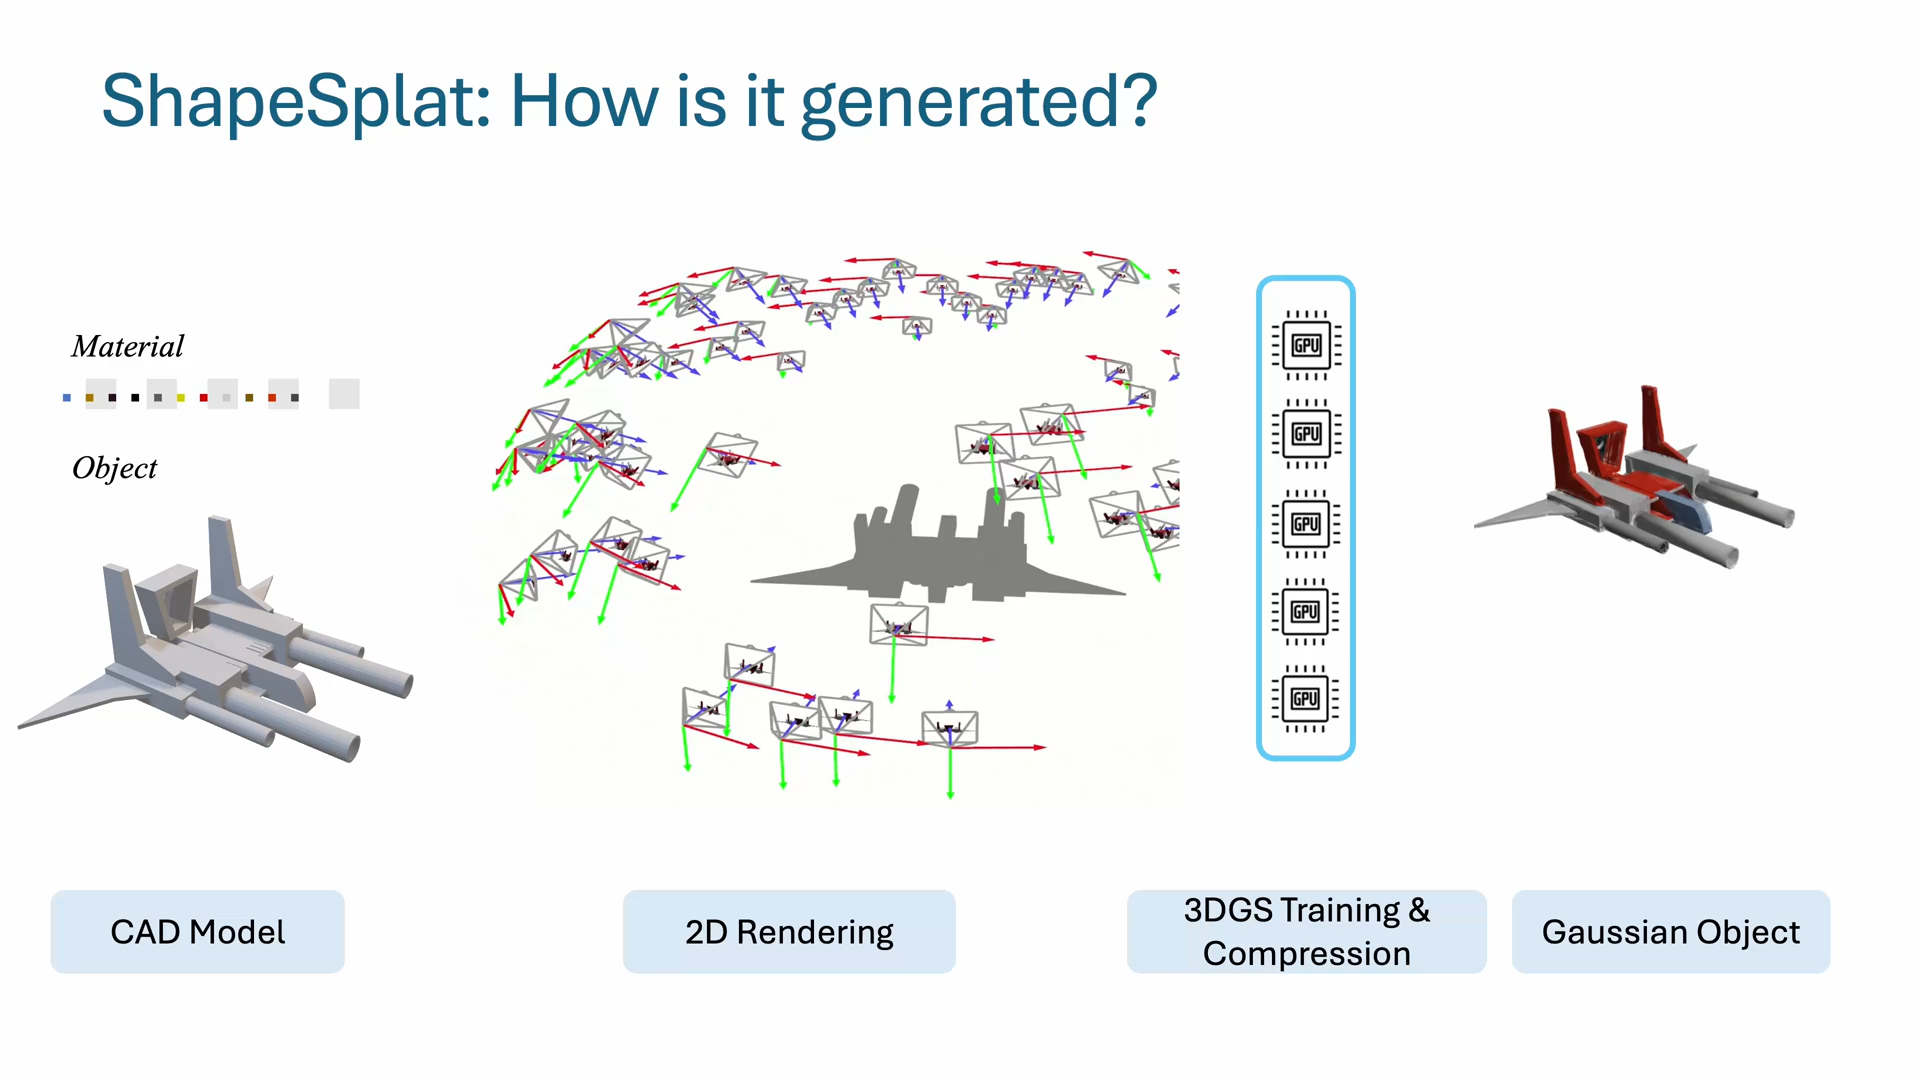 ShapeSplat: How is it generated?
Material
Object
GPU
GPU
GPU
GPU
GPU
CAD Model
2D Rendering
3DGS Training &
Compression
Gaussian Object